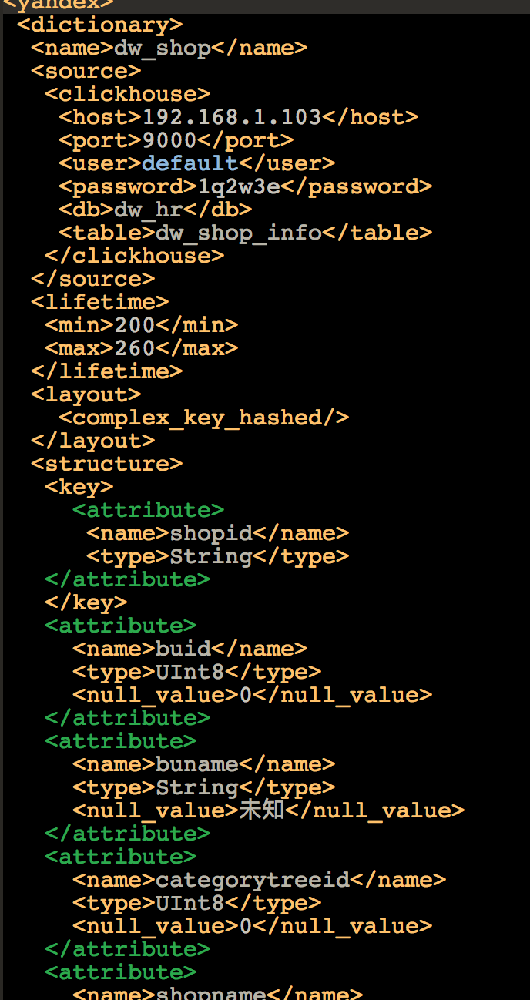 <yandex>
<dictionary>
<name>dw_shop</name>
<source>
<clickhouse>
<host>192.168.1.103</host>
<port>9000</port>
<user>default</user>
<password>1q2w3e</password>
<db>dw_hr</db>
<table>dw_shop_info</table>
</clickhouse>
</source>
<lifetime>
<min>200</min>
<max>260</max>
</lifetime>
<layout>
<complex_key_hashed/>
</layout>
<structure>
<key>
<attribute>
<name>shopid</name>
<type>String</type>
</attribute>
</key>
<attribute>
<name>buid</name>
<type>UInt8</type>
<null_value>0</null_value>
</attribute>
<attribute>
<name>buname</name>
<type>String</type>
<null_value>未知</null_value>
</attribute>
<attribute>
<name>categorytreeid</name>
<type>UInt8</type>
<null_value>0</null_value>
</attribute>
<attribute>
<name>shopname</name>